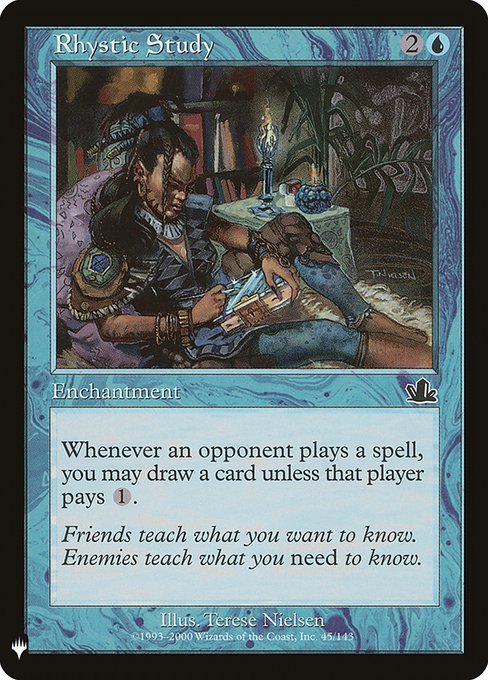 Rhystic Study 2
T. NIELSEN
Enchantment
Whenever an opponent plays a spell,
you may draw a card unless that player
pays 1.
Friends teach what you want to know.
Enemies teach what you need to know.
Illus. Terese Nielsen
©1993-2000 Wizards of the Coast, Inc. 45/143